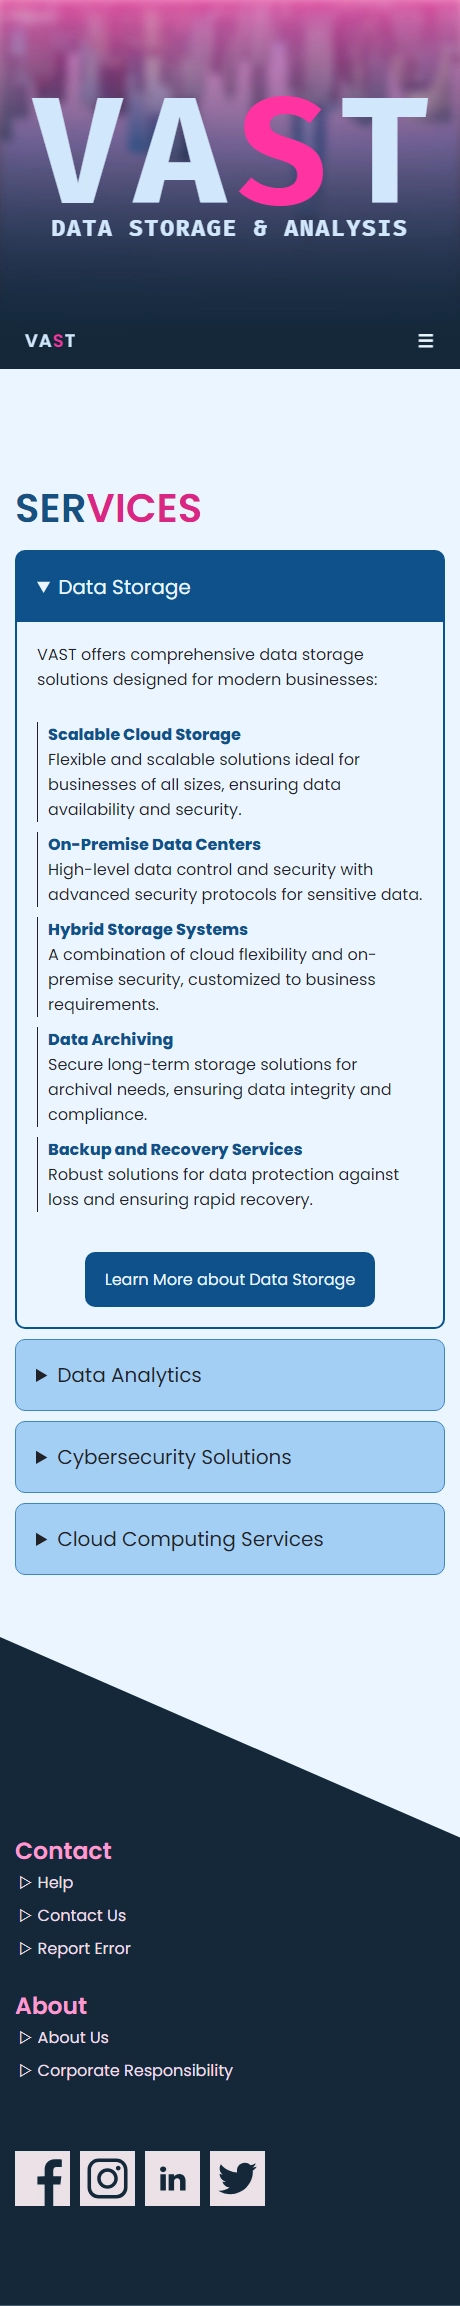 VAST
DATA STORAGE & ANALYSIS
VAST
SERVICES
Data Storage
VAST offers comprehensive data storage
solutions designed for modern businesses:
Scalable Cloud Storage
Flexible and scalable solutions ideal for
businesses of all sizes, ensuring data
availability and security.
On-Premise Data Centers
High-level data control and security with
advanced security protocols for sensitive data.
Hybrid Storage Systems
A combination of cloud flexibility and on-
premise security, customized to business
requirements.
Data Archiving
Secure long-term storage solutions for
archival needs, ensuring data integrity and
compliance.
Backup and Recovery Services
Robust solutions for data protection against
loss and ensuring rapid recovery.
Learn More about Data Storage
Data Analytics
Cybersecurity Solutions
Cloud Computing Services
Contact
Help
Contact Us
Report Error
About
About Us
Corporate Responsibility